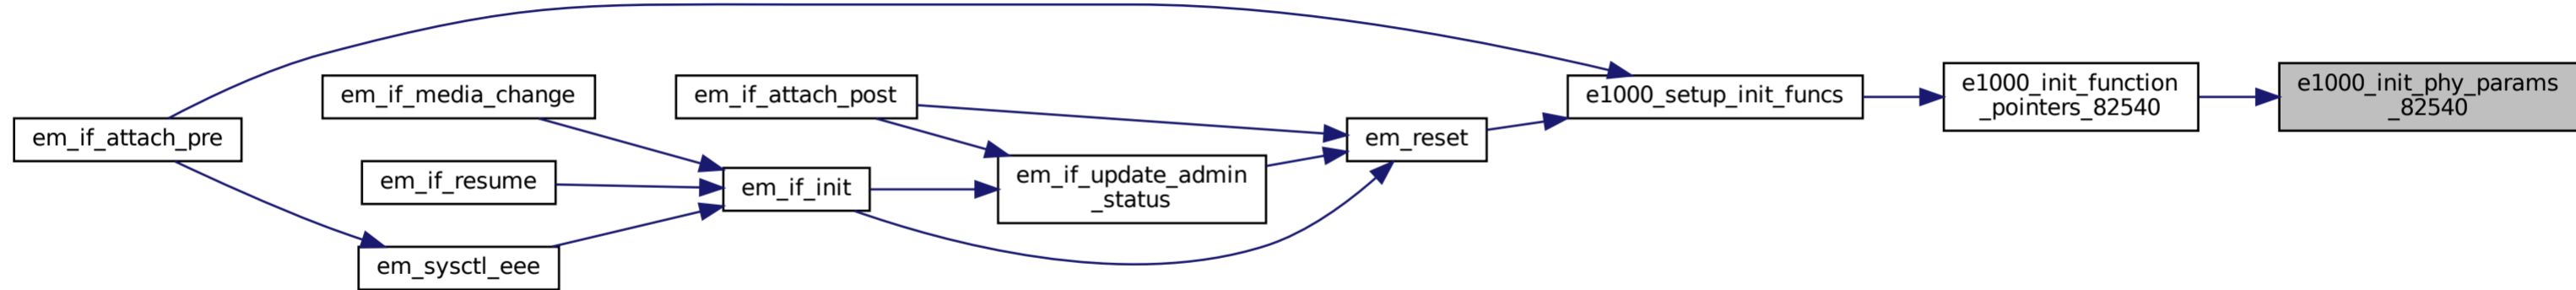 em_if_attach_pre
em_if_media_change
em_if_resume
em_sysctl_eee
em_if_attach_post
em_if_init
em_if_update_admin
_status
em_reset
e1000_setup_init_funcs
e1000_init_function
_pointers_82540
e1000_init_phy_params
_82540